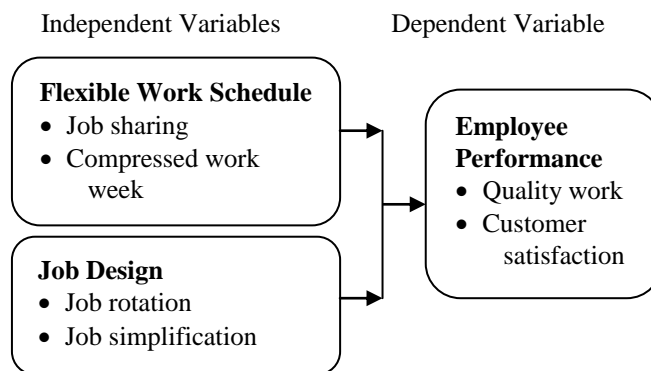 Independent Variables
Dependent Variable
Flexible Work Schedule
• Job sharing
• Compressed work
week
Job Design
• Job rotation
• Job simplification
Employee
Performance
• Quality work
• Customer
satisfaction